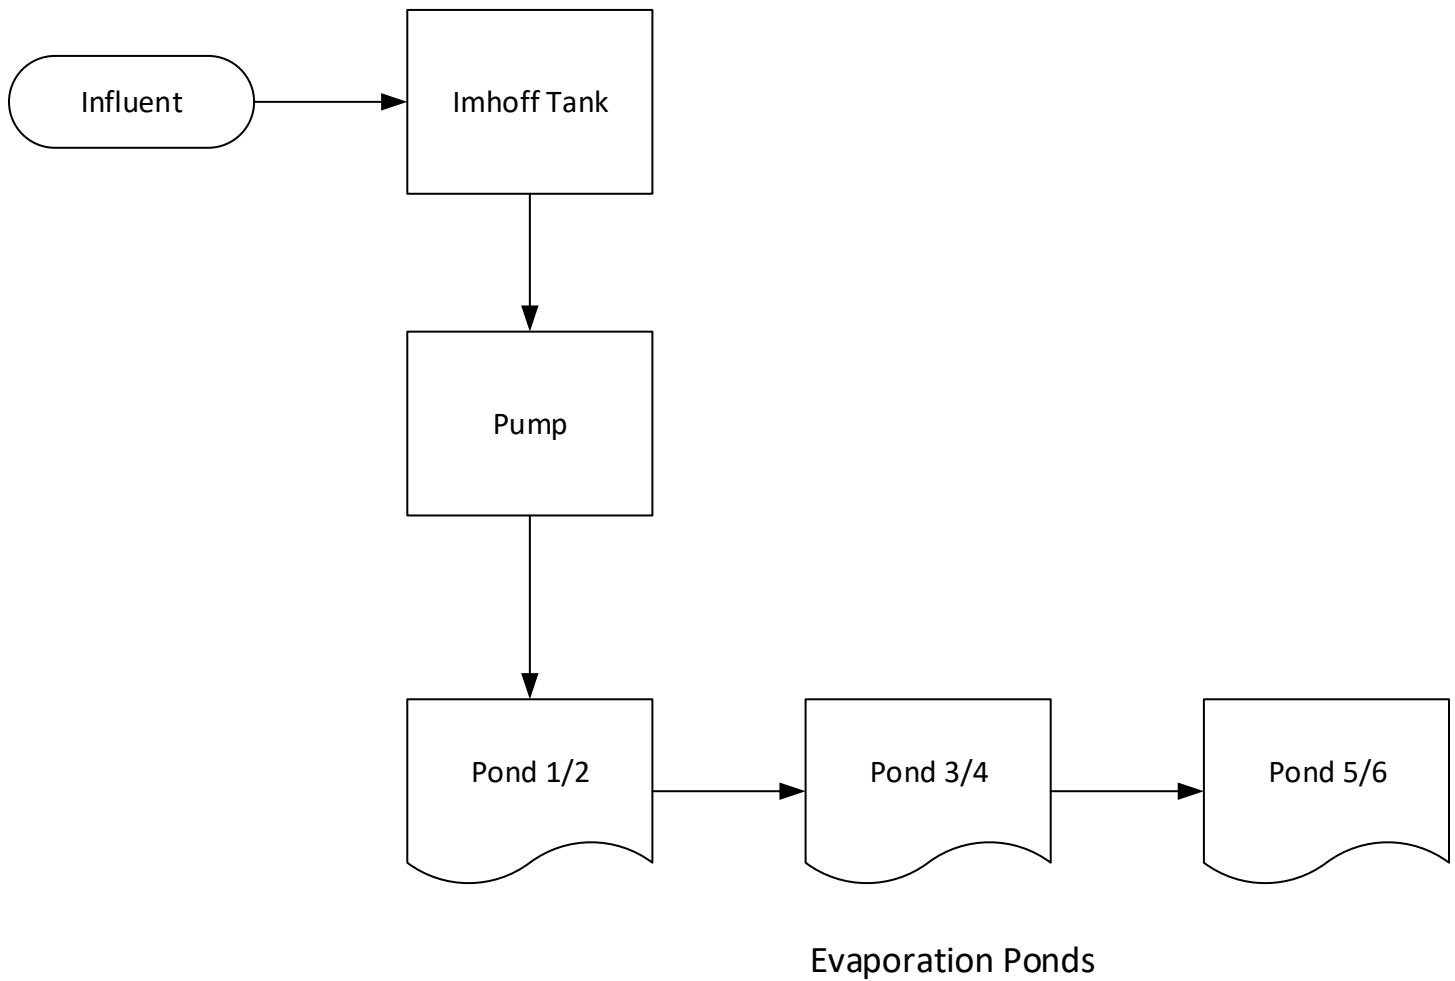 Influent
Imhoff Tank
Pump
Pond 1/2
Pond 3/4
Pond 5/6
Evaporation Ponds